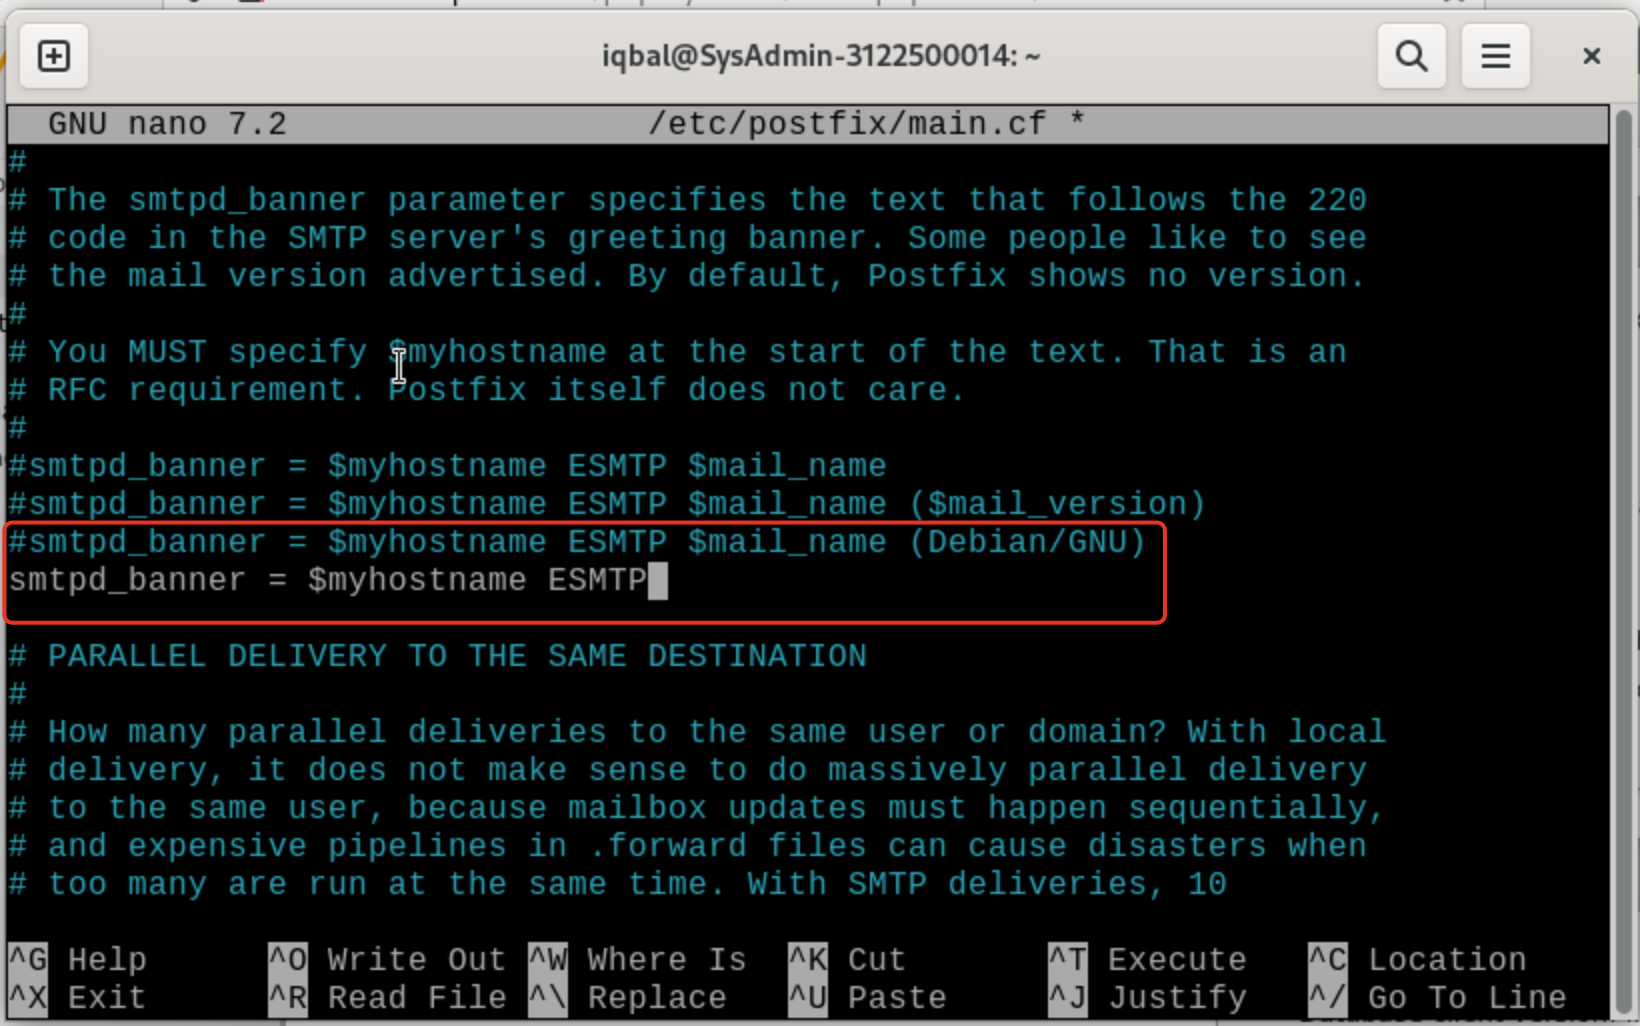 iqbal@SysAdmin-3122500014: ~
GNU nano 7.2 /etc/postfix/main.cf *
#
# The smtpd_banner parameter specifies the text that follows the 220
# code in the SMTP server's greeting banner. Some people like to see
# the mail version advertised. By default, Postfix shows no version.
#
# You MUST specify $myhostname at the start of the text. That is an
# RFC requirement. Postfix itself does not care.
#
#smtpd_banner = $myhostname ESMTP $mail_name
#smtpd_banner = $myhostname ESMTP $mail_name ($mail_version)
#smtpd_banner = $myhostname ESMTP $mail_name (Debian/GNU)
smtpd_banner = $myhostname ESMTP
# PARALLEL DELIVERY TO THE SAME DESTINATION
#
# How many parallel deliveries to the same user or domain? With local
# delivery, it does not make sense to do massively parallel delivery
# to the same user, because mailbox updates must happen sequentially,
# and expensive pipelines in .forward files can cause disasters when
# too many are run at the same time. With SMTP deliveries, 10
^G Help ^O Write Out ^W Where Is ^K Cut ^T Execute ^C Location
^X Exit ^R Read File ^\ Replace ^U Paste ^J Justify ^/ Go To Line